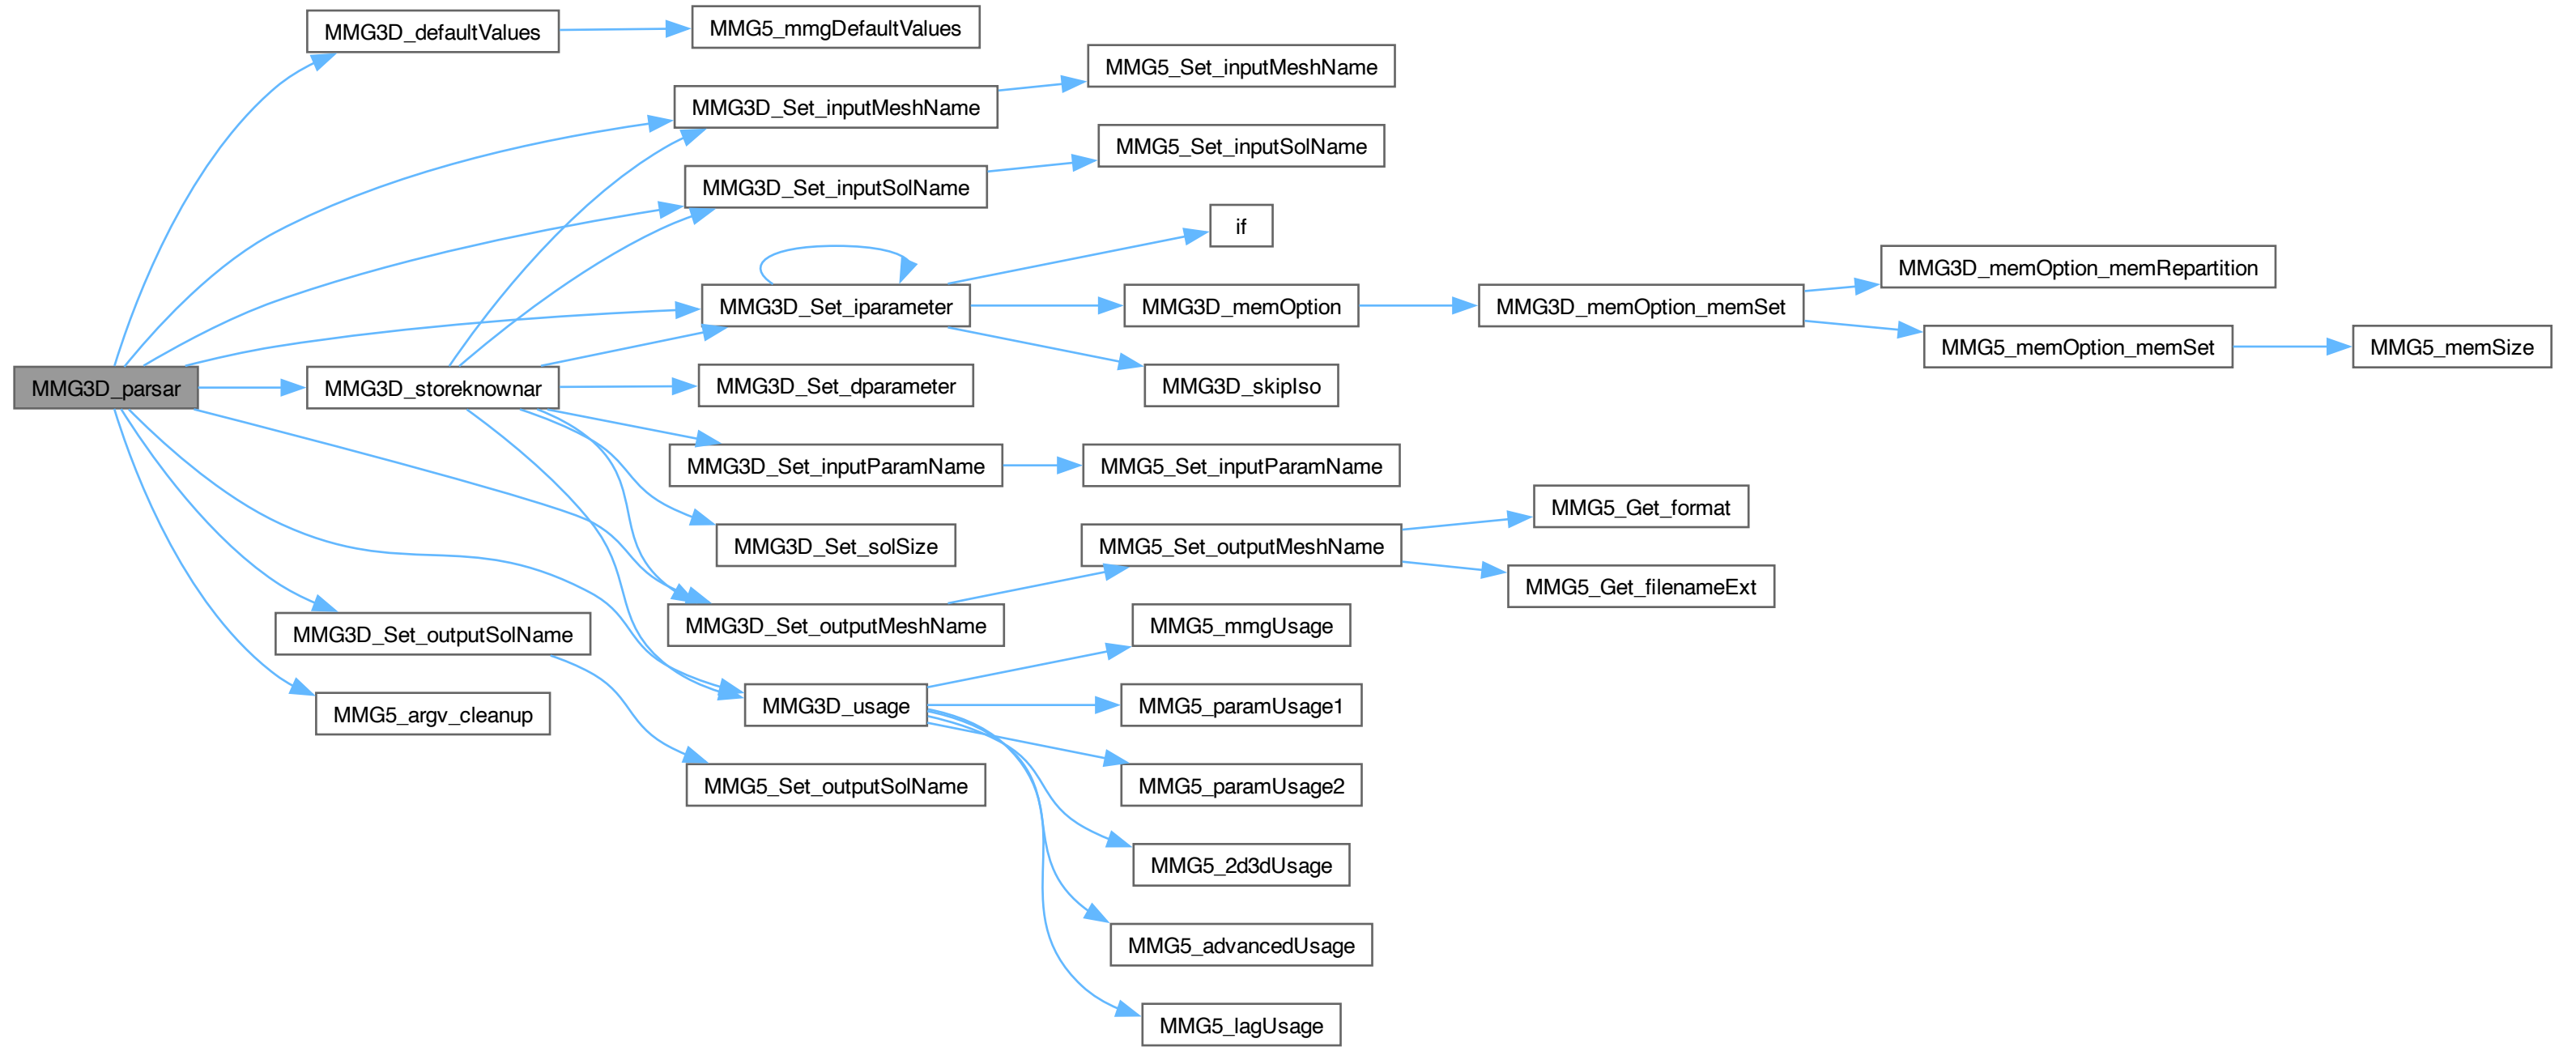 MMG3D_parsar
MMG3D_defaultValues
MMG5_mmgDefaultValues
MMG3D_Set_inputMeshName
MMG5_Set_inputMeshName
MMG3D_Set_inputSolName
MMG5_Set_inputSolName
MMG3D_Set_iparameter
if
MMG3D_memOption
MMG3D_memOption_memSet
MMG3D_memOption_memRepartition
MMG5_memOption_memSet
MMG5_memSize
MMG3D_skipIso
MMG3D_storeknownar
MMG3D_Set_dparameter
MMG3D_Set_inputParamName
MMG5_Set_inputParamName
MMG3D_Set_solSize
MMG3D_Set_outputMeshName
MMG5_Set_outputMeshName
MMG5_Get_format
MMG5_Get_filenameExt
MMG3D_usage
MMG5_mmgUsage
MMG5_paramUsage1
MMG5_paramUsage2
MMG5_2d3dUsage
MMG5_advancedUsage
MMG5_lagUsage
MMG3D_Set_outputSolName
MMG5_Set_outputSolName
MMG5_argv_cleanup